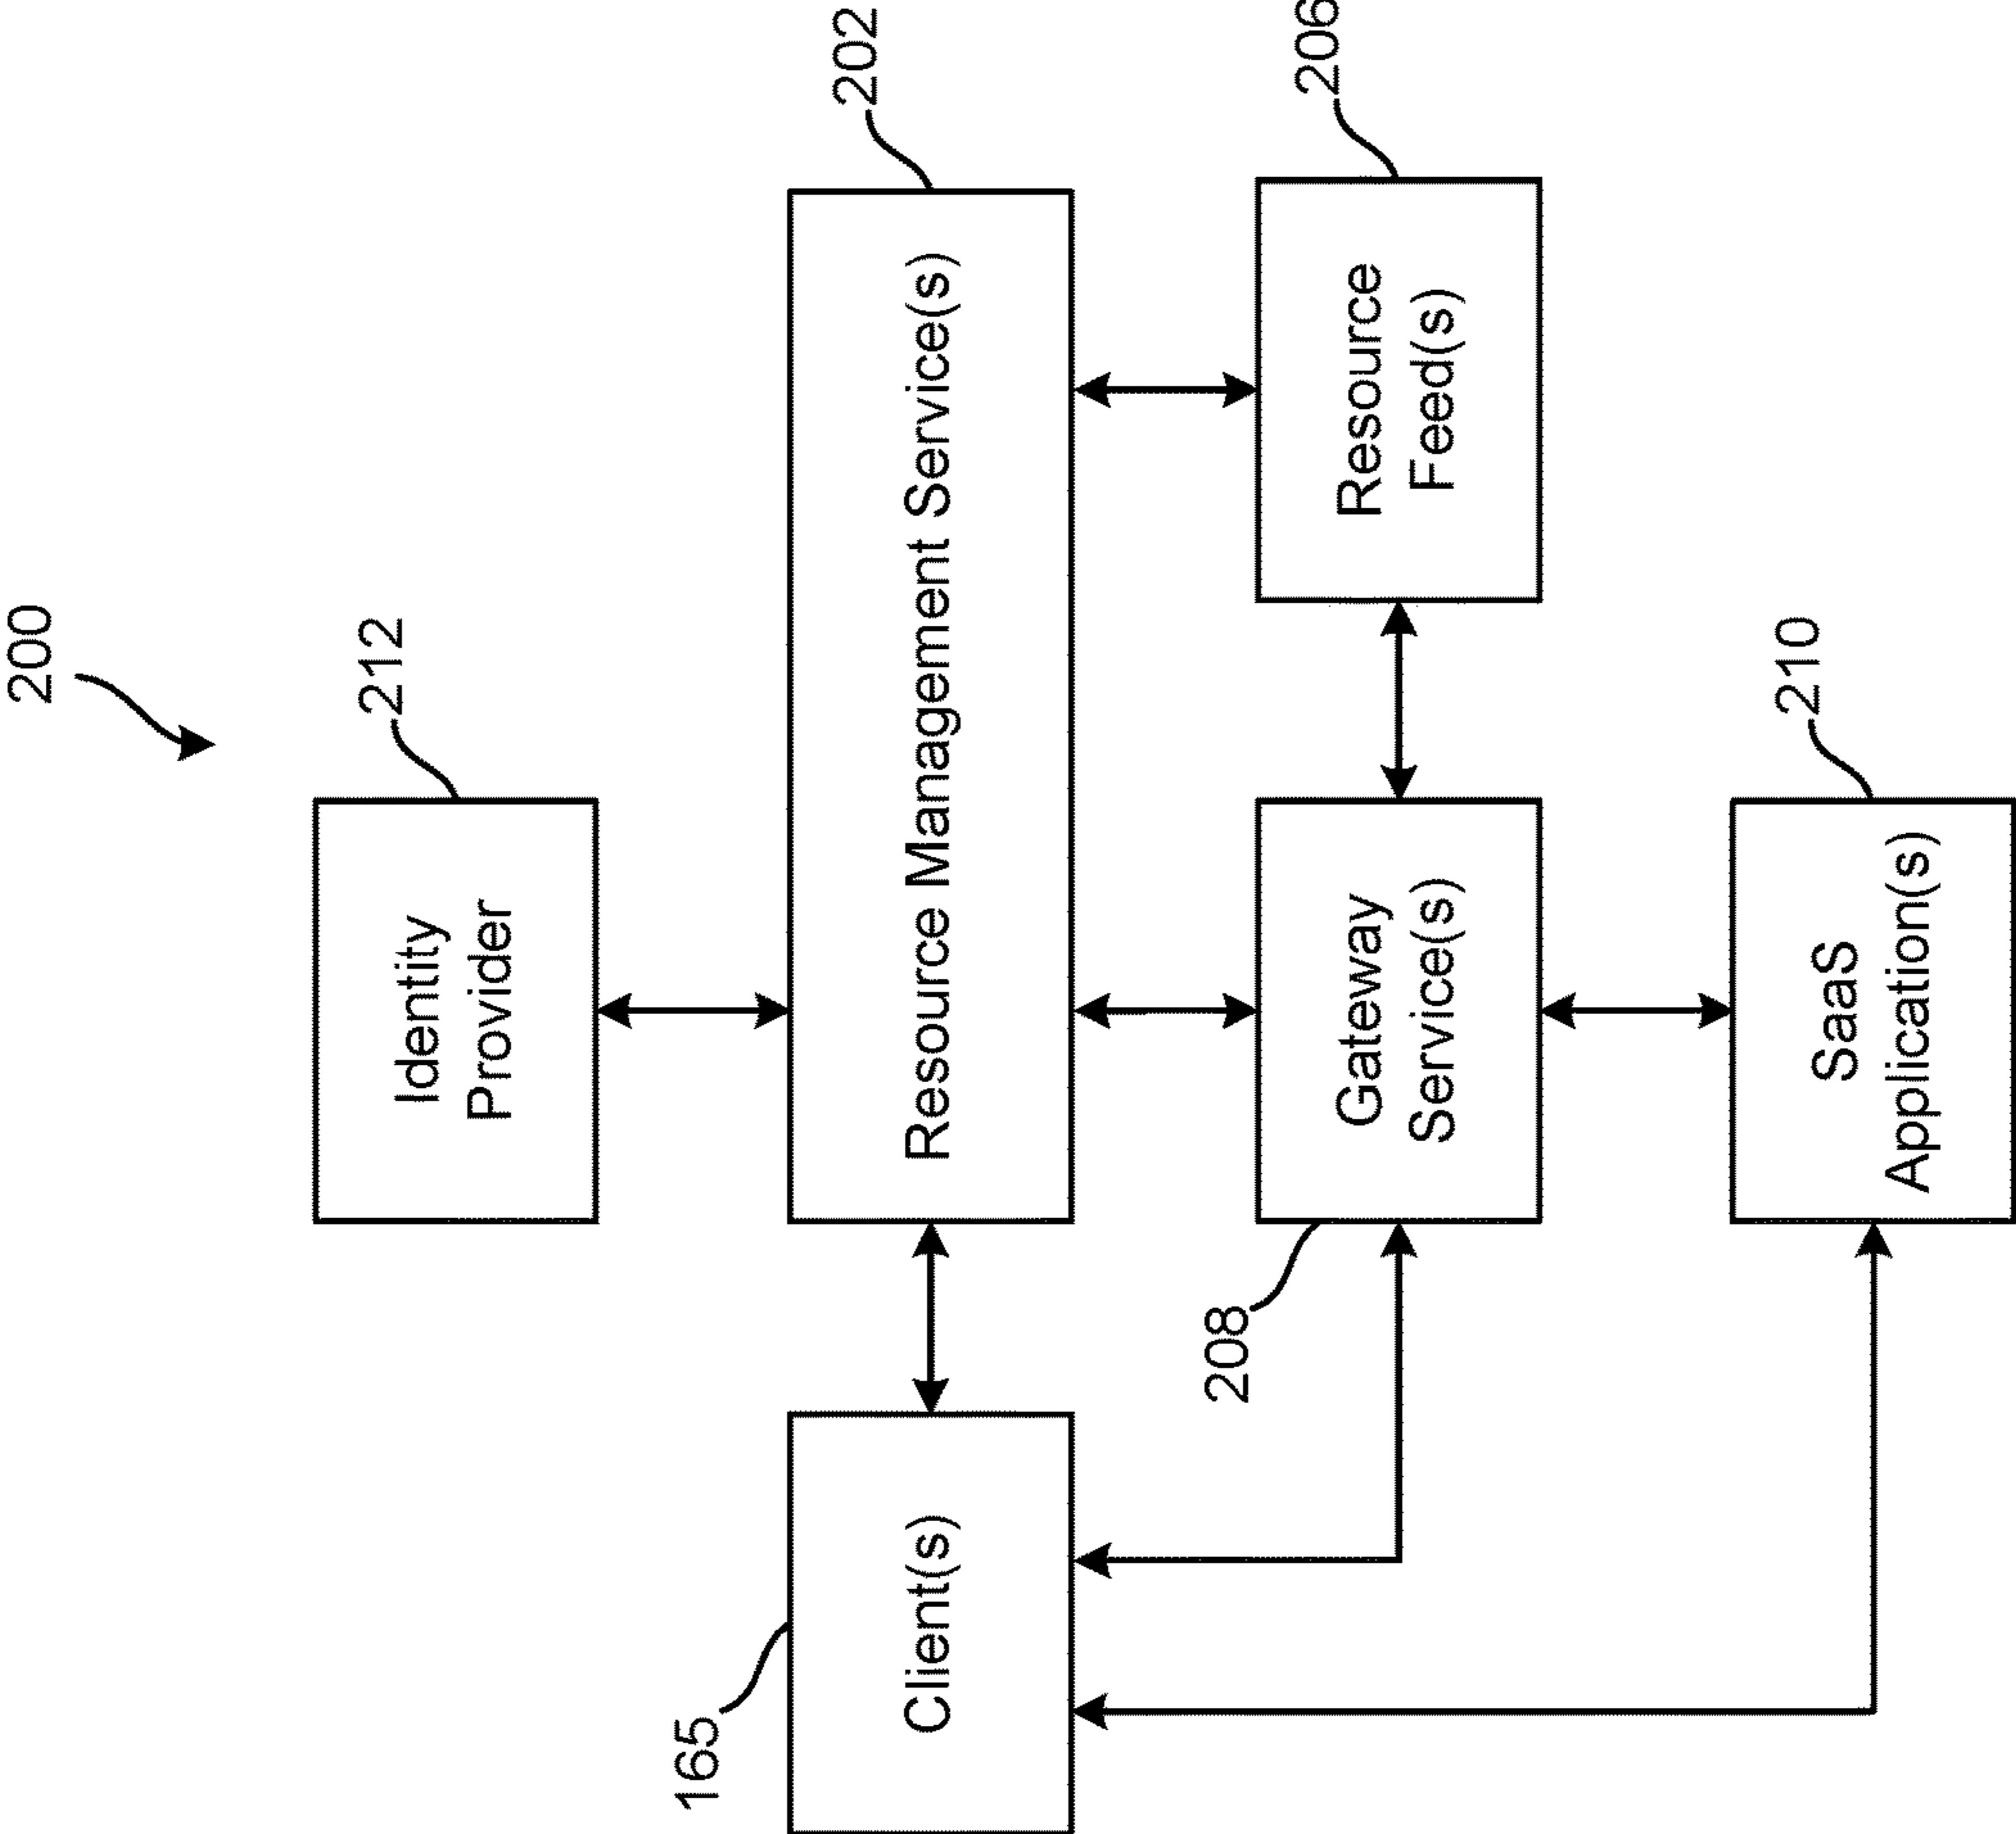 200
212
Identity
Provider
202
Resource Management Service(s)
165
Client(s)
206
Resource
Feed(s)
208
Gateway
Service(s)
210
SaaS
Application(s)